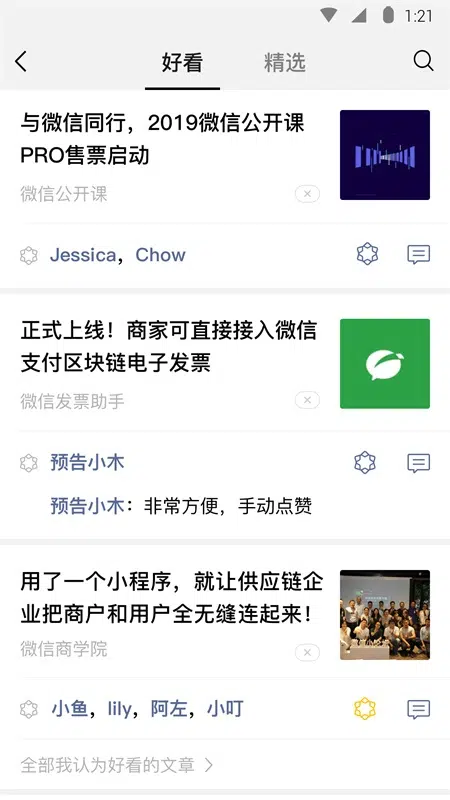 1:21
好看 精选
与微信同行，2019微信公开课
PRO售票启动
微信公开课
Jessica，Chow
正式上线！商家可直接接入微信
支付区块链电子发票
微信发票助手
预告小木
预告小木：非常方便，手动点赞
用了一个小程序，就让供应链企
业把商户和用户全无缝连起来！
微信商学院
小鱼，lily，阿左，小叮
全部我认为好看的文章